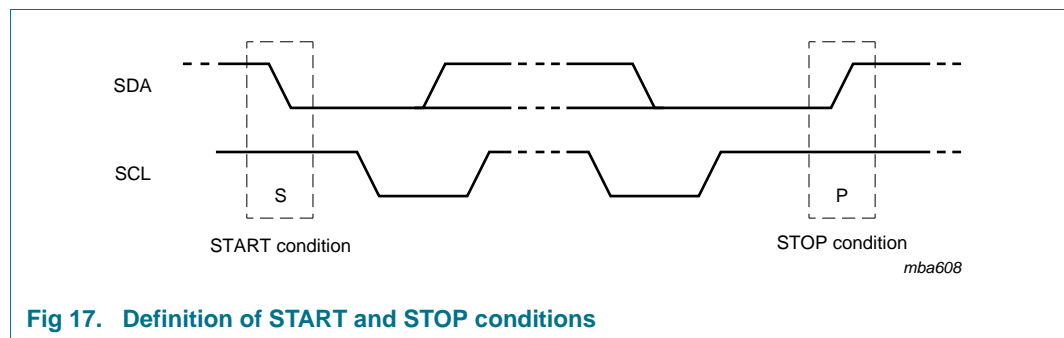 SDA
SCL
S
P
START condition
STOP condition
mba608
Fig 17. Definition of START and STOP conditions